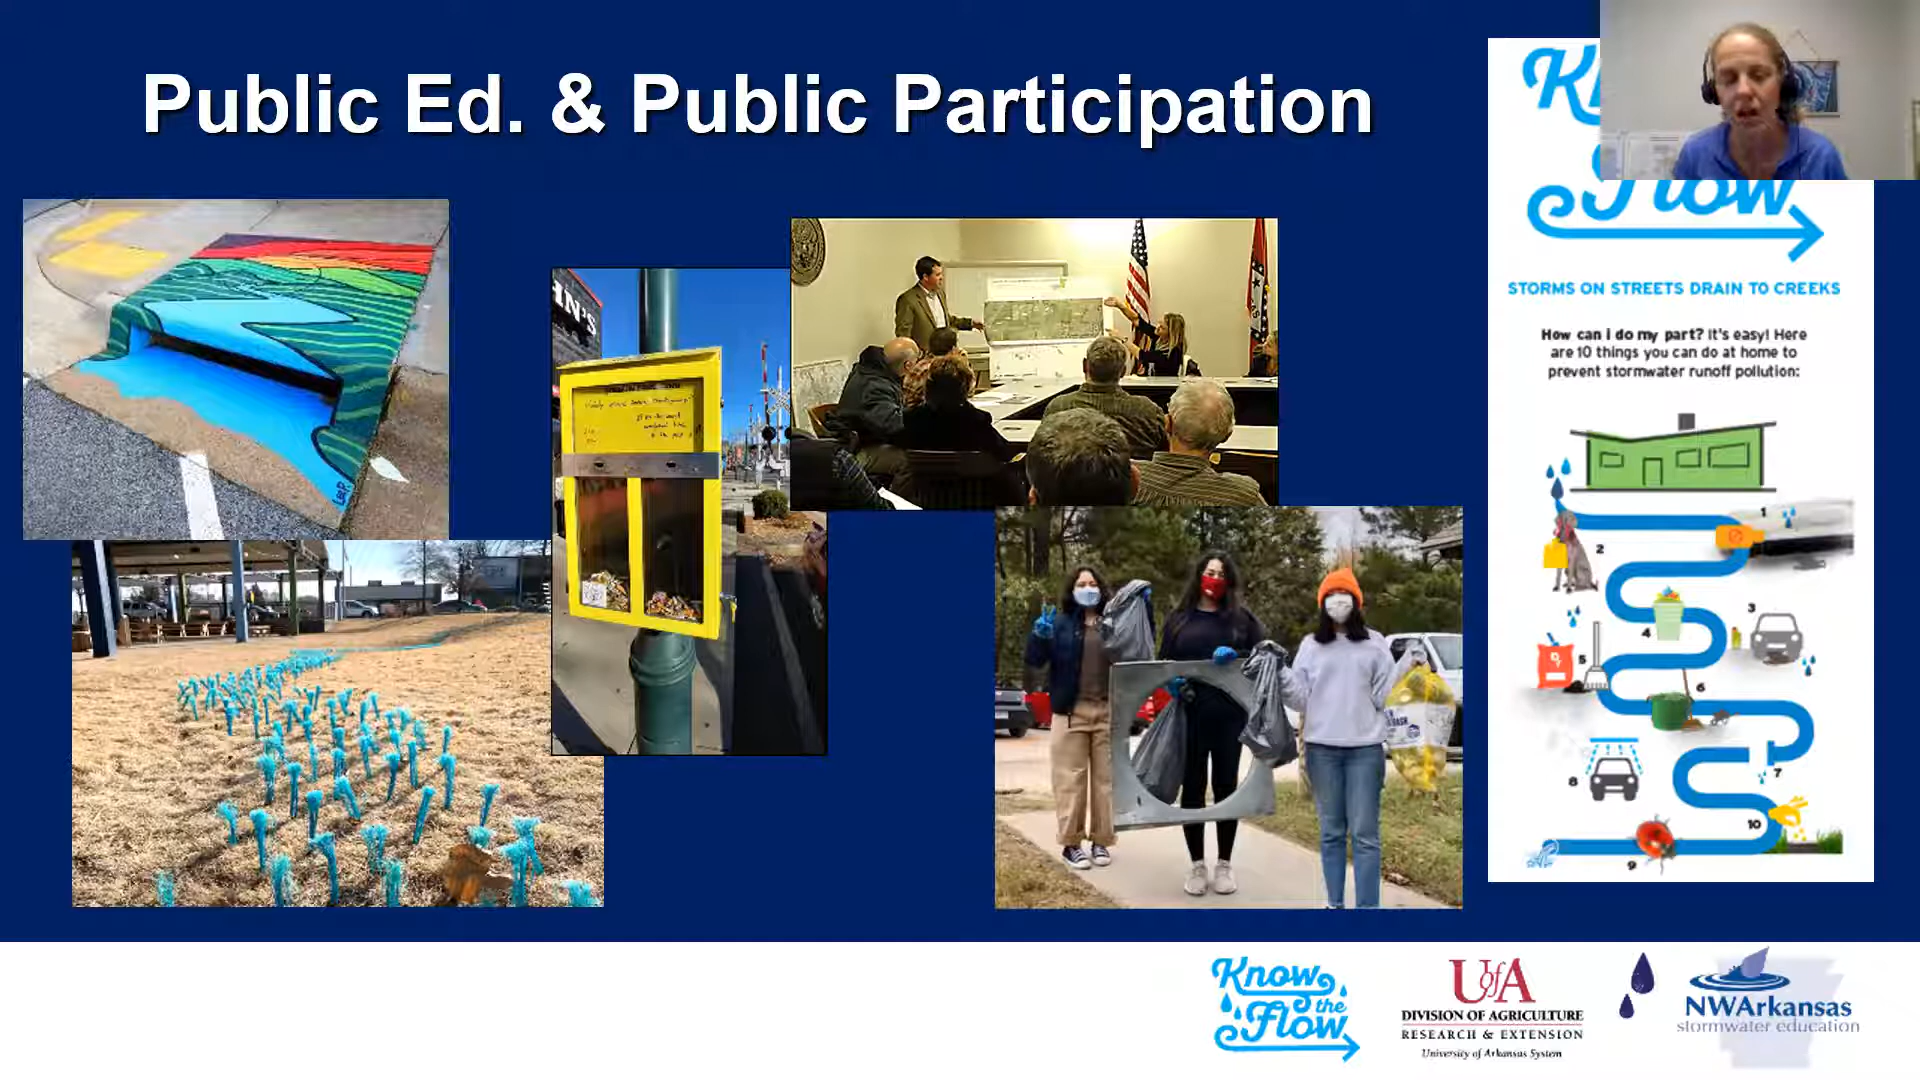 Public Ed. & Public Participation
Flow
STORMS ON STREETS DRAIN TO CREEKS
How can I do my part? It's easy! Here
are 10 things you can do at home to
prevent stormwater runoff pollution:
1
2
3
4
5
6
7
8
10
9
Know
the
Flow
UofA
DIVISION OF AGRICULTURE
RESEARCH & EXTENSION
University of Arkansas System
NWArkansas
stormwater education